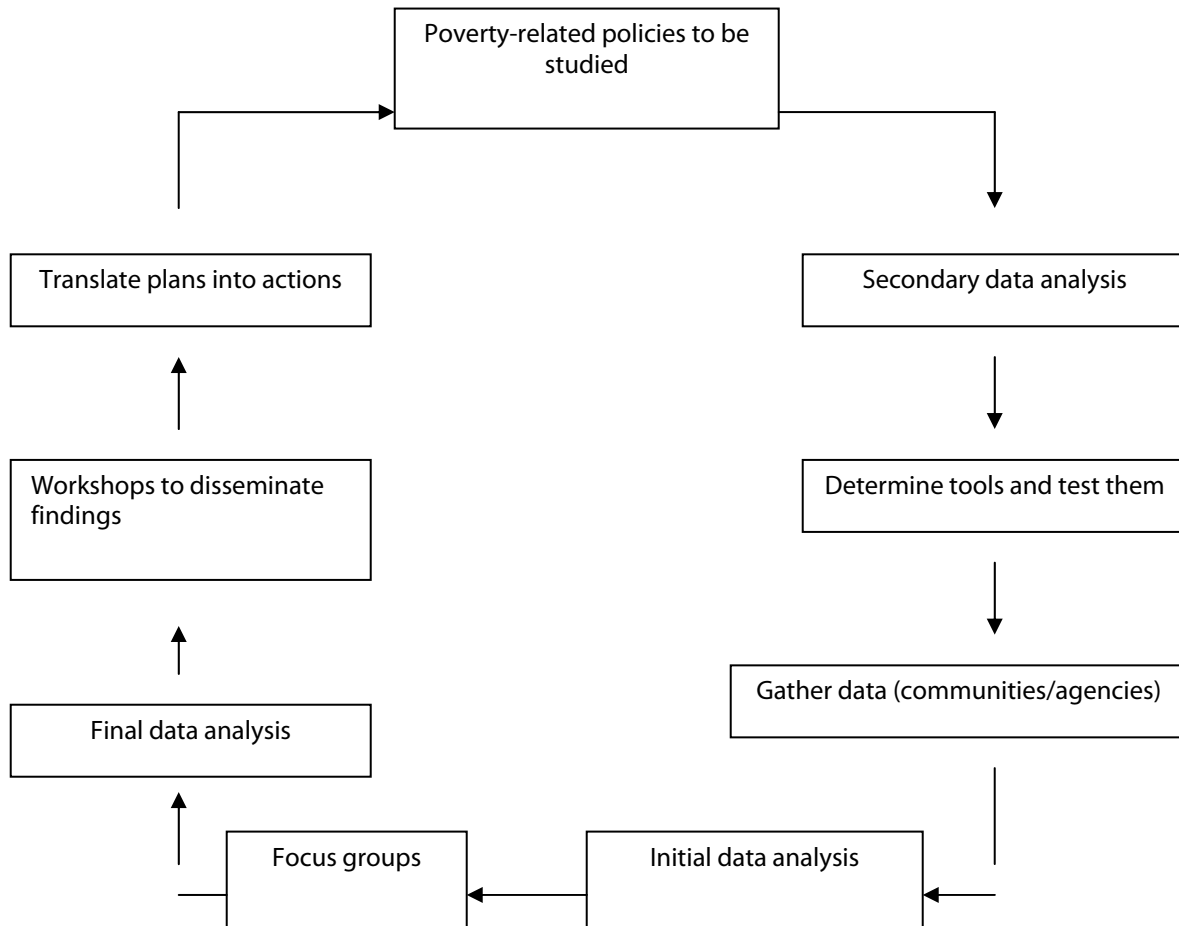 Poverty-related policies to be
studied
Secondary data analysis
Determine tools and test them
Gather data (communities/agencies)
Initial data analysis
Focus groups
Final data analysis
Workshops to disseminate
findings
Translate plans into actions